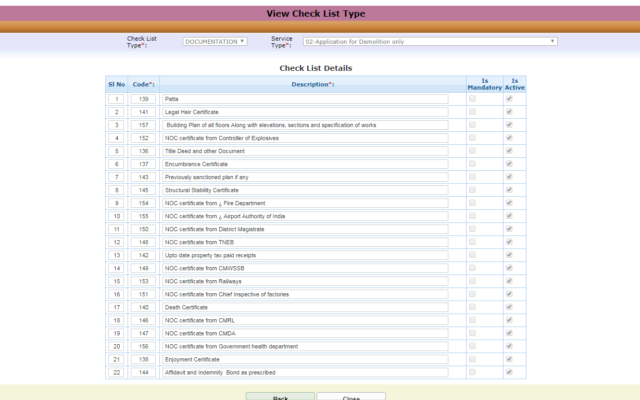 View Check List Type
Check List Type*: DOCUMENTATION Service Type*: 02-Application for Demolition only
Check List Details
Sl No Code*: Description*: Is Mandatory Is Active
1 139 Patta
2 141 Legal Heir Certificate
3 157 Building Plan of all floors Along with elevations, sections and specification of works
4 152 NOC certificate from Controller of Explosives
5 136 Title Deed and other Document
6 137 Encumbrance Certificate
7 143 Previously sanctioned plan if any
8 145 Structural Stability Certificate
9 154 NOC certificate from ¿ Fire Department
10 155 NOC certificate from ¿ Airport Authority of India
11 150 NOC certificate from District Magistrate
12 148 NOC certificate from TNEB
13 142 Upto date property tax paid receipts
14 149 NOC certificate from CMWSSB
15 153 NOC certificate from Railways
16 151 NOC certificate from Chief Inspective of factories
17 140 Death Certificate
18 146 NOC certificate from CMRL
19 147 NOC certificate from CMDA
20 156 NOC certificate from Government health department
21 138 Enjoyment Certificate
22 144 Affidavit and Indemnity Bond as prescribed
Back Close